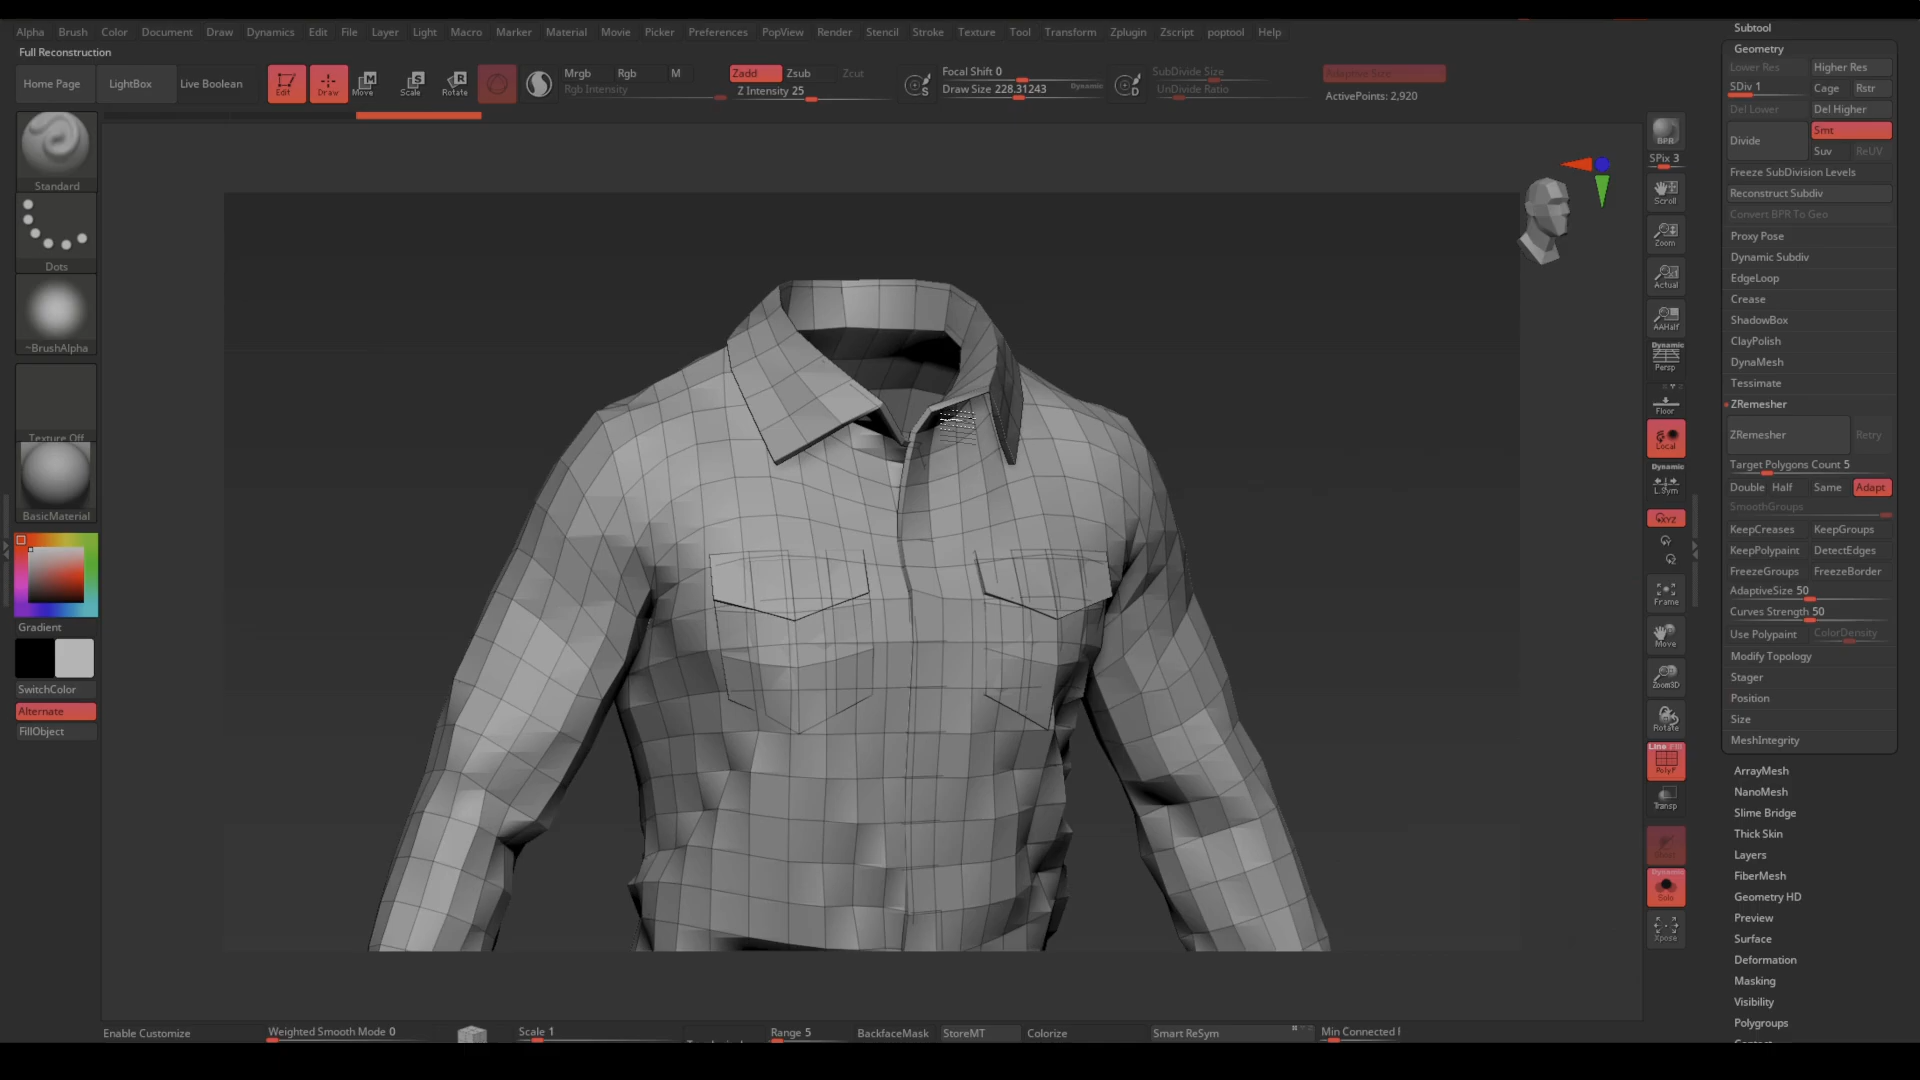 Alpha Brush Color Document Draw Dynamics Edit File Layer Light Macro Marker Material Movie Picker Preferences PopView Render Stencil Stroke Texture Tool Transform Zplugin Zscript poptool Help
Full Reconstruction
Home Page LightBox Live Boolean
Edit Draw Move Scale Rotate
Mrgb Rgb M
Rgb Intensity
Zadd Zsub Zcut
Z Intensity 25
S
Focal Shift 0
Draw Size 228.31243 Dynamic
D
SubDivide Size
UnDivide Ratio
Adaptive Size
ActivePoints: 2,920
Standard
Dots
~BrushAlpha
Texture Off
BasicMaterial
Gradient
SwitchColor
Alternate
FillObject
BPR
SPix 3
Scroll
Zoom
Actual
AAHalf
Dynamic
Persp
Floor
Local
Dynamic
L.Sym
XYZ
Frame
Move
Zoom3D
Rotate
Line Fill
PolyF
Transp
Ghost
Dynamic
Solo
Xpose
Subtool
Geometry
Lower Res Higher Res
SDiv 1 Cage Rstr
Del Lower Del Higher
Divide Smt
Suv ReUV
Freeze SubDivision Levels
Reconstruct Subdiv
Convert BPR To Geo
Proxy Pose
Dynamic Subdiv
EdgeLoop
Crease
ShadowBox
ClayPolish
DynaMesh
Tessimate
ZRemesher
ZRemesher Retry
Target Polygons Count 5
Double Half Same Adapt
SmoothGroups
KeepCreases KeepGroups
KeepPolypaint DetectEdges
FreezeGroups FreezeBorder
AdaptiveSize 50
Curves Strength 50
Use Polypaint ColorDensity
Modify Topology
Stager
Position
Size
MeshIntegrity
ArrayMesh
NanoMesh
Slime Bridge
Thick Skin
Layers
FiberMesh
Geometry HD
Preview
Surface
Deformation
Masking
Visibility
Polygroups
Enable Customize Weighted Smooth Mode 0 Scale 1 Range 5 BackfaceMask StoreMT Colorize Smart ReSym Min Connected